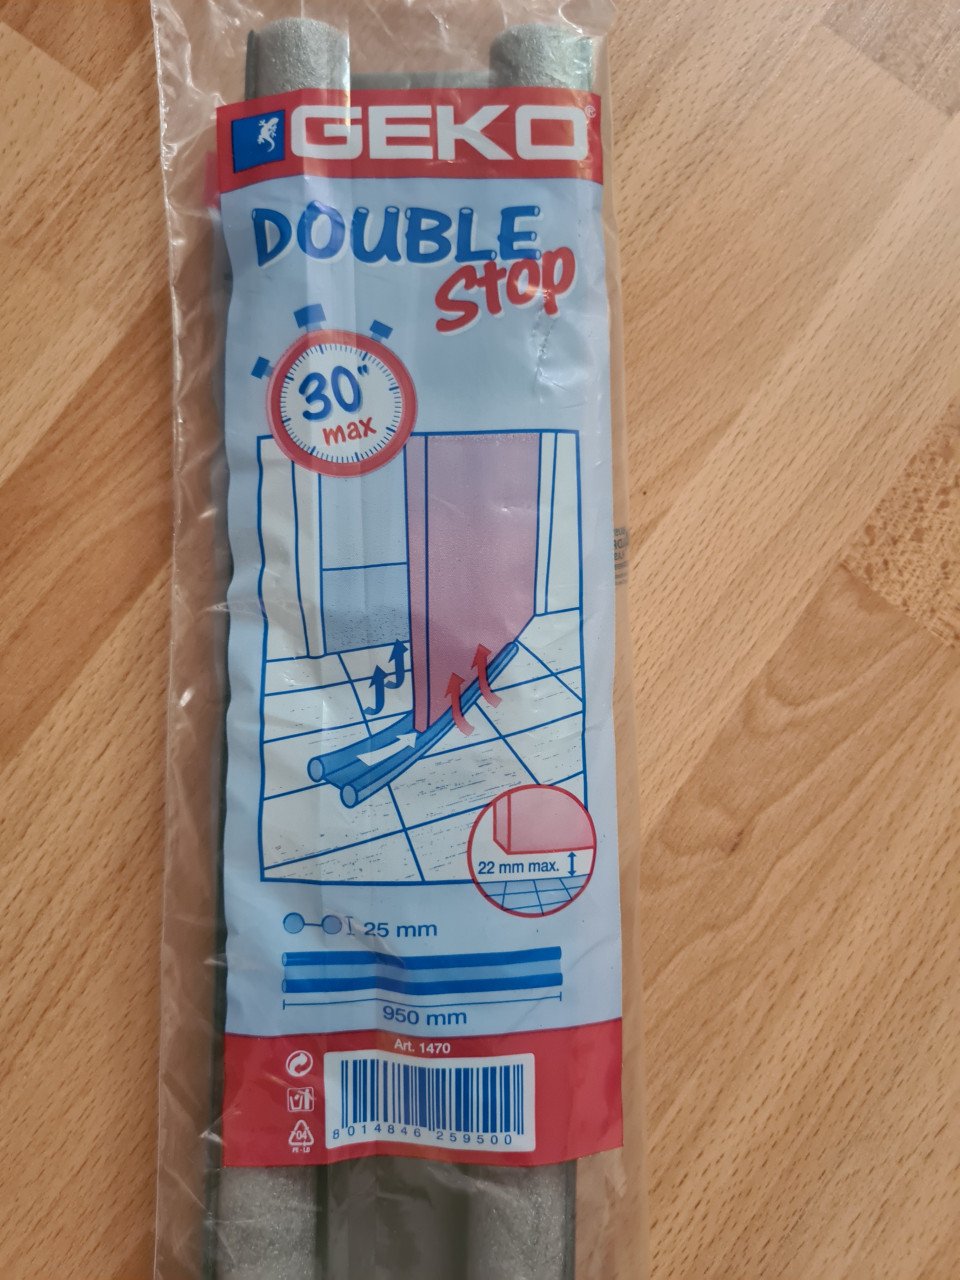 GEKO®
DOUBLE
Stop
30"
max
22 mm max.
25 mm
950 mm
Art. 1470
04
PE-LD
8 014846 259500